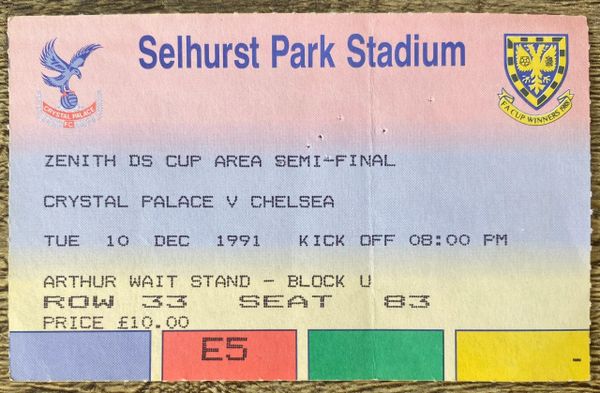 Selhurst Park Stadium
CRYSTAL PALACE
FC
F.A CUP WINNERS 1988
ZENITH DS CUP AREA SEMI-FINAL
CRYSTAL PALACE V CHELSEA
TUE 10 DEC 1991 KICK OFF 08:00 PM
ARTHUR WAIT STAND - BLOCK U
ROW 33 SEAT 83
PRICE £10.00
E5
-